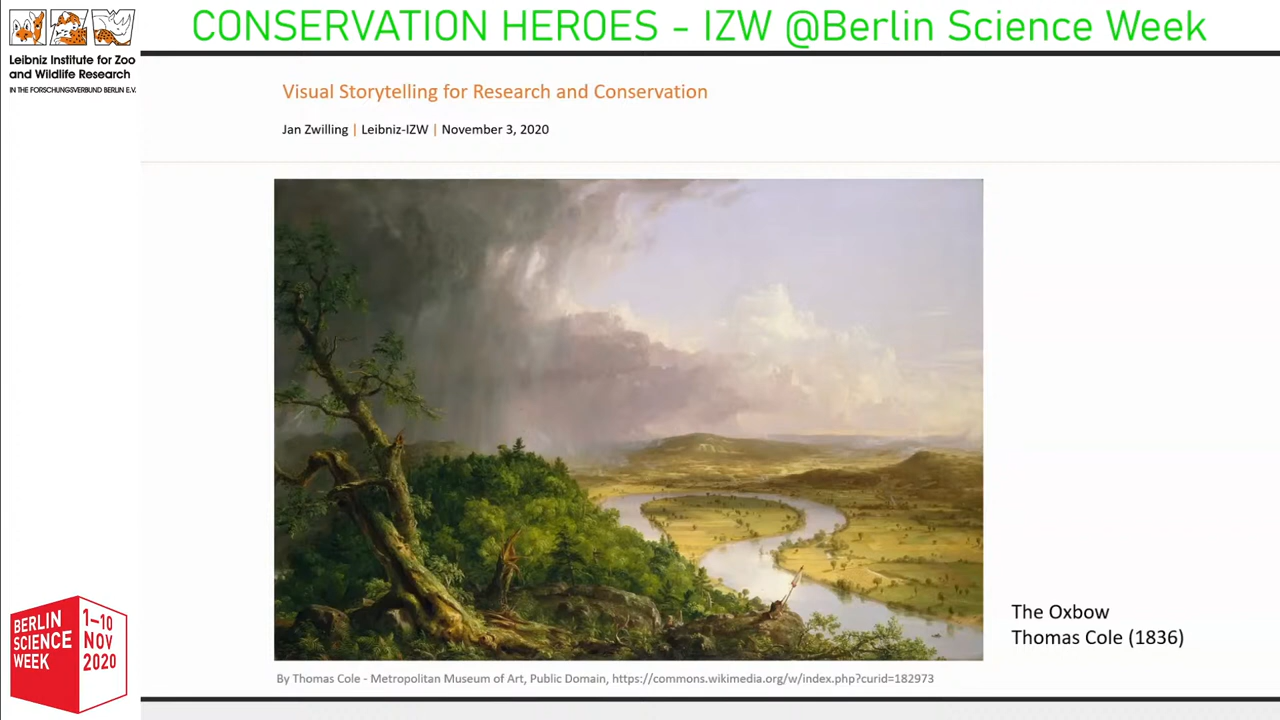 CONSERVATION HEROES - IZW @Berlin Science Week
Leibniz Institute for Zoo
and Wildlife Research
IN THE FORSCHUNGSVERBUND BERLIN E.V.
Visual Storytelling for Research and Conservation
Jan Zwilling | Leibniz-IZW | November 3, 2020
The Oxbow
Thomas Cole (1836)
By Thomas Cole - Metropolitan Museum of Art, Public Domain, https://commons.wikimedia.org/w/index.php?curid=182973
BERLIN
SCIENCE
WEEK
1–10
NOV
2020